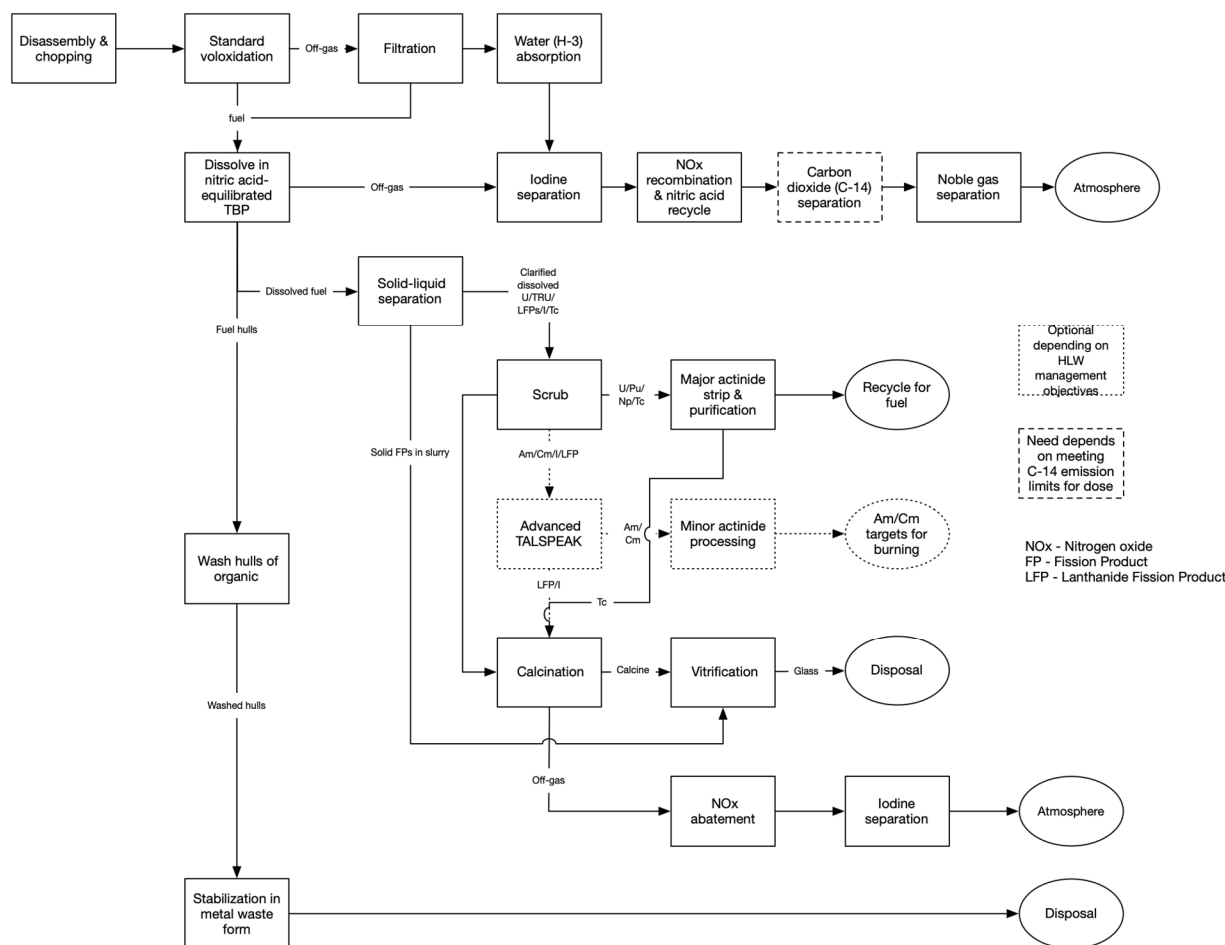 Disassembly &
chopping
Standard
voloxidation
Off-gas
Filtration
Water (H-3)
absorption
fuel
Dissolve in
nitric acid-
equilibrated
TBP
Off-gas
Iodine
separation
NOx
recombination
& nitric acid
recycle
Carbon
dioxide (C-14)
separation
Noble gas
separation
Atmosphere
Dissolved fuel
Solid-liquid
separation
Clarified
dissolved
U/TRU/
LFPs/I/Tc
Fuel hulls
Optional
depending on
HLW
management
objectives
Scrub
U/Pu/
Np/Tc
Major actinide
strip &
purification
Recycle for
fuel
Solid FPs in slurry
Am/Cm/I/LFP
Need depends
on meeting
C-14 emission
limits for dose
Advanced
TALSPEAK
Am/
Cm
Minor actinide
processing
Am/Cm
targets for
burning
NOx - Nitrogen oxide
FP - Fission Product
LFP - Lanthanide Fission Product
Wash hulls of
organic
LFP/I
Tc
Calcination
Calcine
Vitrification
Glass
Disposal
Washed hulls
Off-gas
NOx
abatement
Iodine
separation
Atmosphere
Stabilization in
metal waste
form
Disposal